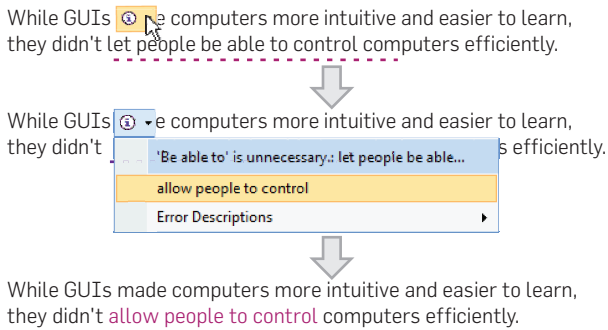 While GUIs e computers more intuitive and easier to learn,
they didn't let people be able to control computers efficiently.
While GUIs e computers more intuitive and easier to learn,
they didn't s efficiently.
'Be able to' is unnecessary.: let people be able...
allow people to control
Error Descriptions
While GUIs made computers more intuitive and easier to learn,
they didn't allow people to control computers efficiently.